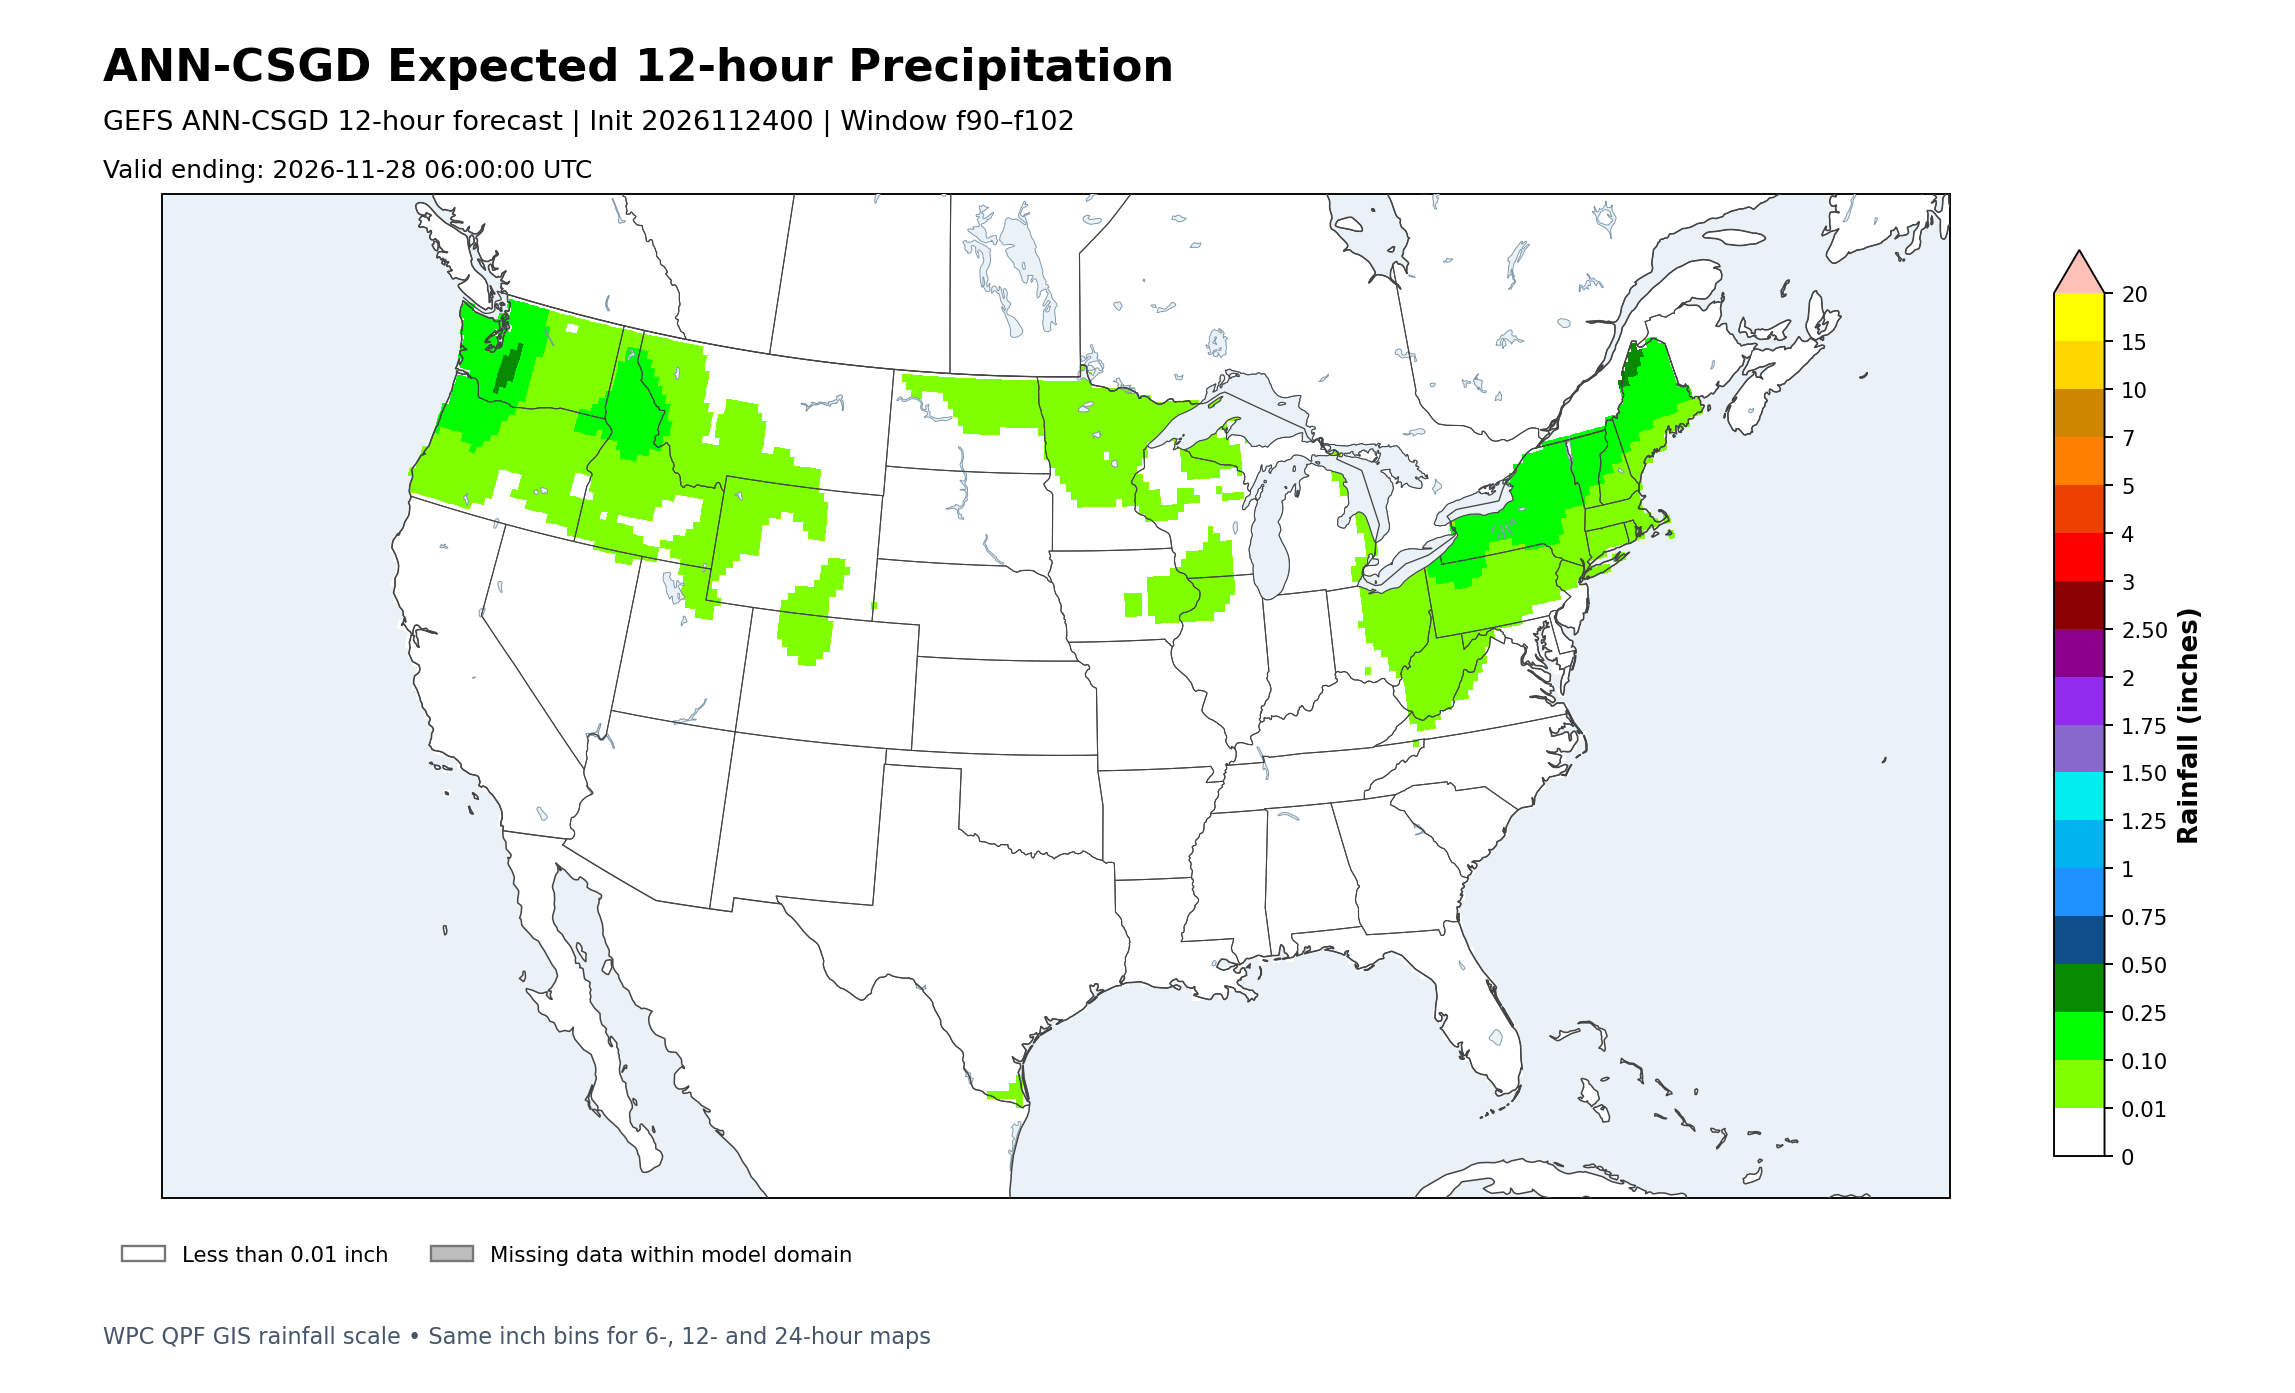 ANN-CSGD Expected 12-hour Precipitation
GEFS ANN-CSGD 12-hour forecast | Init 2026112400 | Window f90–f102
Valid ending: 2026-11-28 06:00:00 UTC
20
15
10
7
5
4
3
2.50
2
1.75
1.50
1.25
1
0.75
0.50
0.25
0.10
0.01
0
Rainfall (inches)
Less than 0.01 inch
Missing data within model domain
WPC QPF GIS rainfall scale • Same inch bins for 6-, 12- and 24-hour maps